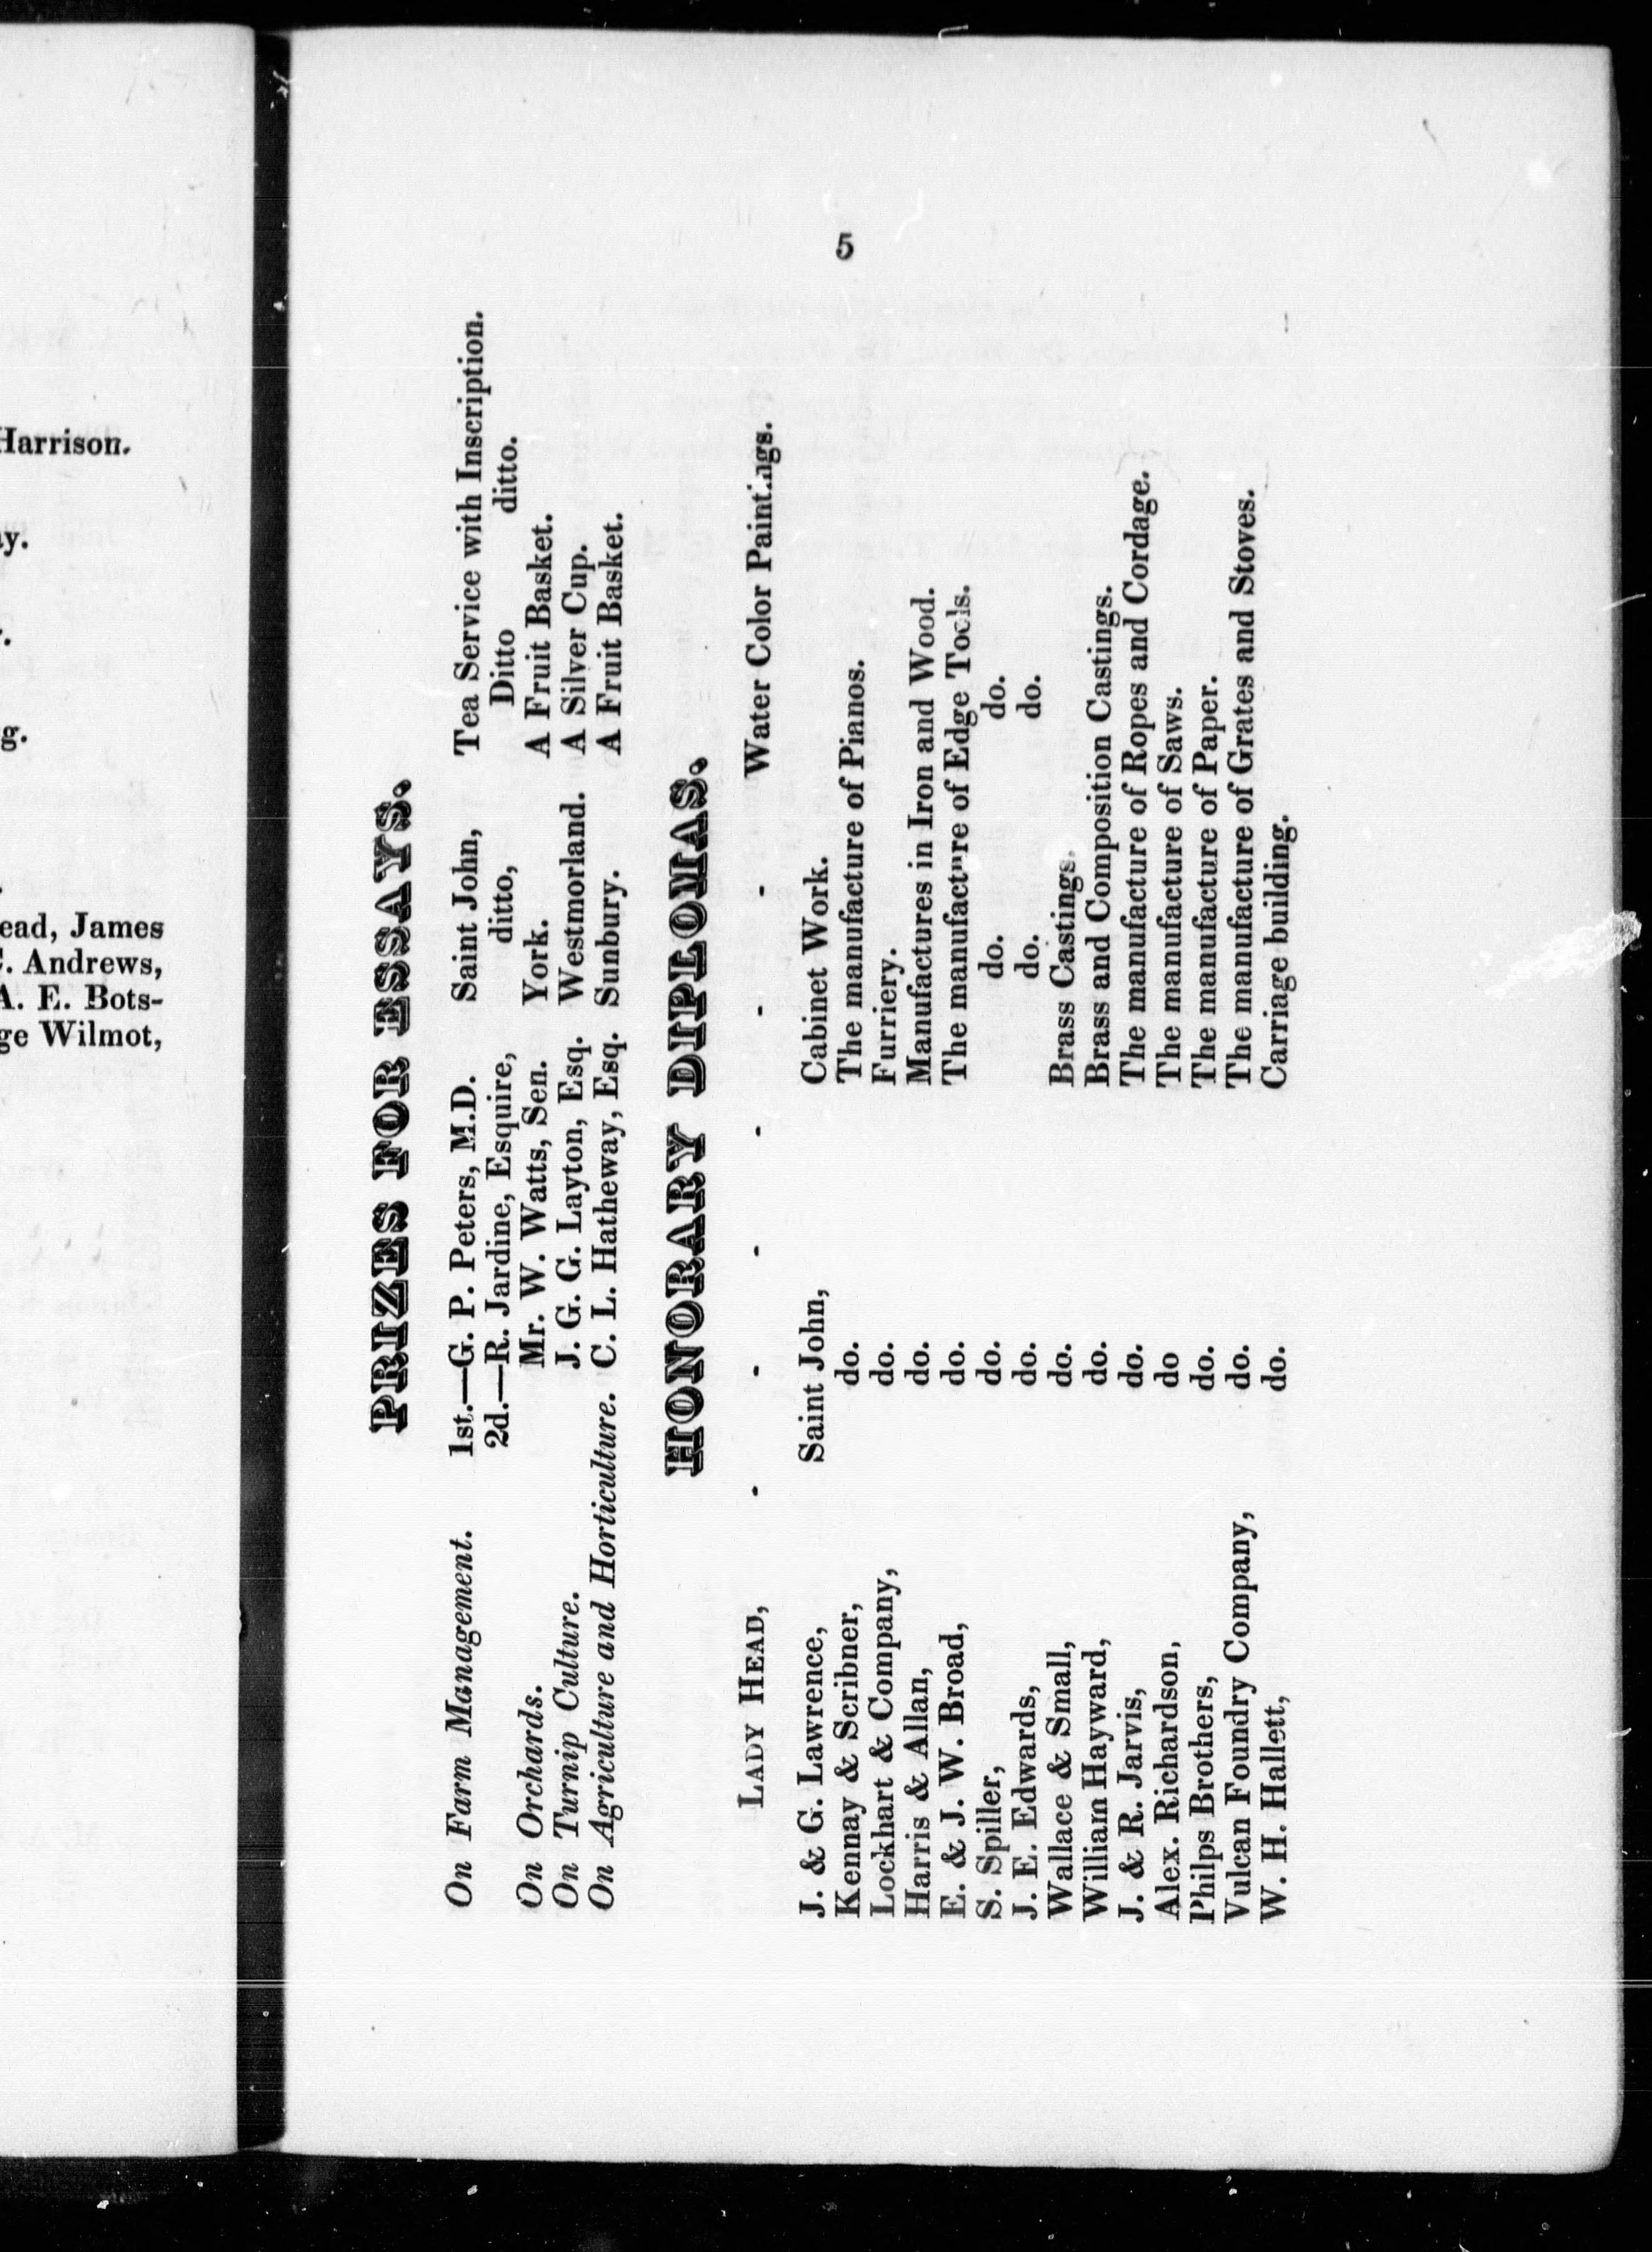 Harrison.
ead, James
Andrews,
A. E. Bots-
ge Wilmot,
5
PRIZES FOR ESSAYS.
On Farm Management. 1st.—G. P. Peters, M.D. Saint John, Tea Service with Inscription.
2d.—R. Jardine, Esquire, ditto, Ditto ditto.
On Orchards. Mr. W. Watts, Sen. York. A Fruit Basket.
On Turnip Culture. J. G. G. Layton, Esq. Westmorland. A Silver Cup.
On Agriculture and Horticulture. C. L. Hatheway, Esq. Sunbury. A Fruit Basket.
HONORARY DIPLOMAS.
LADY HEAD, - - - - - - Water Color Paintings.
J. & G. Lawrence, Saint John, Cabinet Work.
Kennay & Scribner, do. The manufacture of Pianos.
Lockhart & Company, do. Furriery.
Harris & Allan, do. Manufactures in Iron and Wood.
E. & J. W. Broad, do. The manufacture of Edge Tools.
S. Spiller, do. do. do.
J. E. Edwards, do. do. do.
Wallace & Small, do. Brass Castings.
William Hayward, do. Brass and Composition Castings.
J. & R. Jarvis, do. The manufacture of Ropes and Cordage.
Alex. Richardson, do The manufacture of Saws.
Philps Brothers, do. The manufacture of Paper.
Vulcan Foundry Company, do. The manufacture of Grates and Stoves.
W. H. Hallett, do. Carriage building.